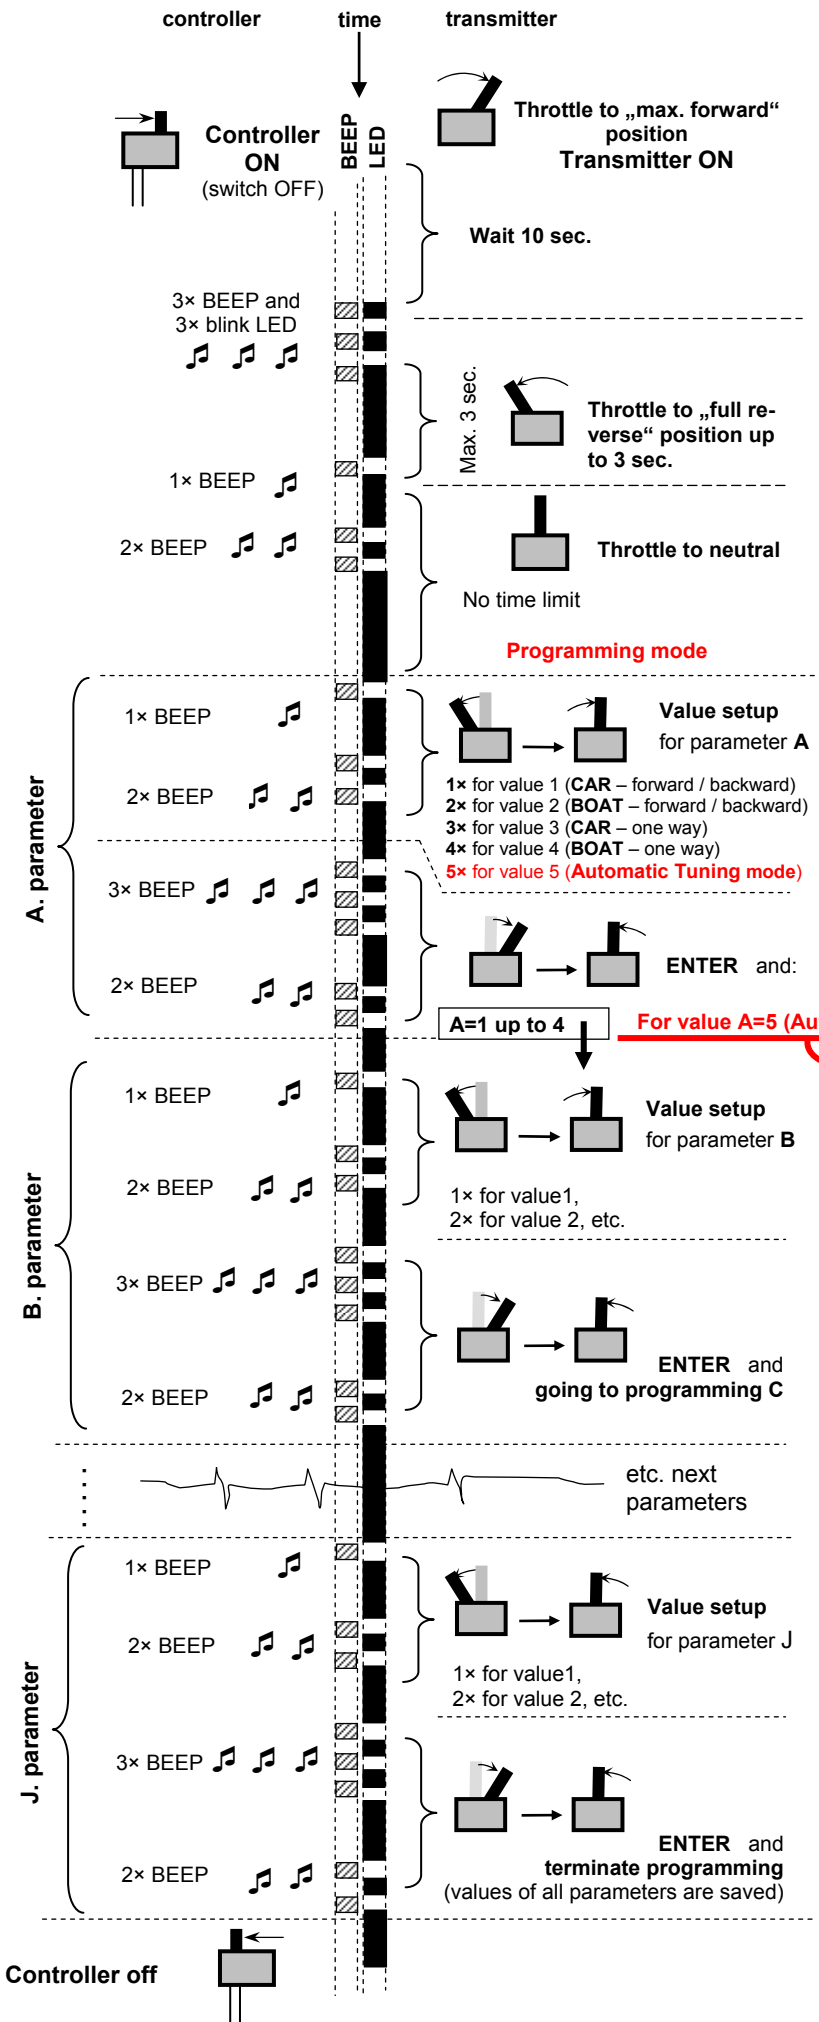 controller time transmitter
Throttle to „max. forward“
position
Transmitter ON
Controller
ON
(switch OFF)
BEEP
LED
Wait 10 sec.
3× BEEP and
3× blink LED
Max. 3 sec.
Throttle to „full re-
verse“ position up
to 3 sec.
1× BEEP
2× BEEP
Throttle to neutral
No time limit
Programming mode
A. parameter
1× BEEP
Value setup
for parameter A
2× BEEP
1× for value 1 (CAR – forward / backward)
2× for value 2 (BOAT – forward / backward)
3× for value 3 (CAR – one way)
4× for value 4 (BOAT – one way)
5× for value 5 (Automatic Tuning mode)
3× BEEP
ENTER and:
2× BEEP
A=1 up to 4
For value A=5 (Au
B. parameter
1× BEEP
Value setup
for parameter B
2× BEEP
1× for value1,
2× for value 2, etc.
3× BEEP
ENTER and
going to programming C
2× BEEP
etc. next
parameters
J. parameter
1× BEEP
Value setup
for parameter J
2× BEEP
1× for value1,
2× for value 2, etc.
3× BEEP
ENTER and
terminate programming
(values of all parameters are saved)
2× BEEP
Controller off